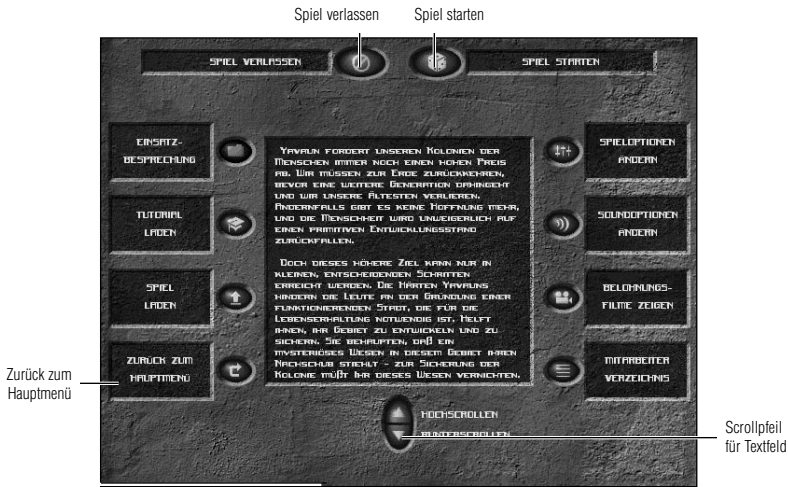 Spiel verlassen
Spiel starten
SPIEL VERLASSEN
SPIEL STARTEN
EINSATZ-
BESPRECHUNG
TUTORIAL
LADEN
SPIEL
LADEN
ZURÜCK ZUM
HAUPTMENÜ
Yavaun fordert unseren Kolonien der
Menschen immer noch einen hohen Preis
ab. Wir müssen zur Erde zurückkehren,
bevor eine weitere Generation dahingeht
und wir unsere Ältesten verlieren.
Andernfalls gibt es keine Hoffnung mehr,
und die Menschheit wird unweigerlich auf
einen primitiven Entwicklungsstand
zurückfallen.
Doch dieses höhere Ziel kann nur in
kleinen, entscheidenden Schritten
erreicht werden. Die Härten Yavauns
hindern die Leute an der Gründung einer
funktionierenden Stadt, die für die
Lebenserhaltung notwendig ist. Helft
ihnen, ihr Gebiet zu entwickeln und zu
sichern. Sie behaupten, daß ein
mysteriöses Wesen in diesem Gebiet ihren
Nachschub stiehlt - zur Sicherung der
Kolonie müßt Ihr dieses Wesen vernichten.
SPIELOPTIONEN
ÄNDERN
SOUNDOPTIONEN
ÄNDERN
BELOHNUNGS-
FILME ZEIGEN
MITARBEITER
VERZEICHNIS
HOCHSCROLLEN
RUNTERSCROLLEN
Zurück zum
Hauptmenü
Scrollpfeil
für Textfeld